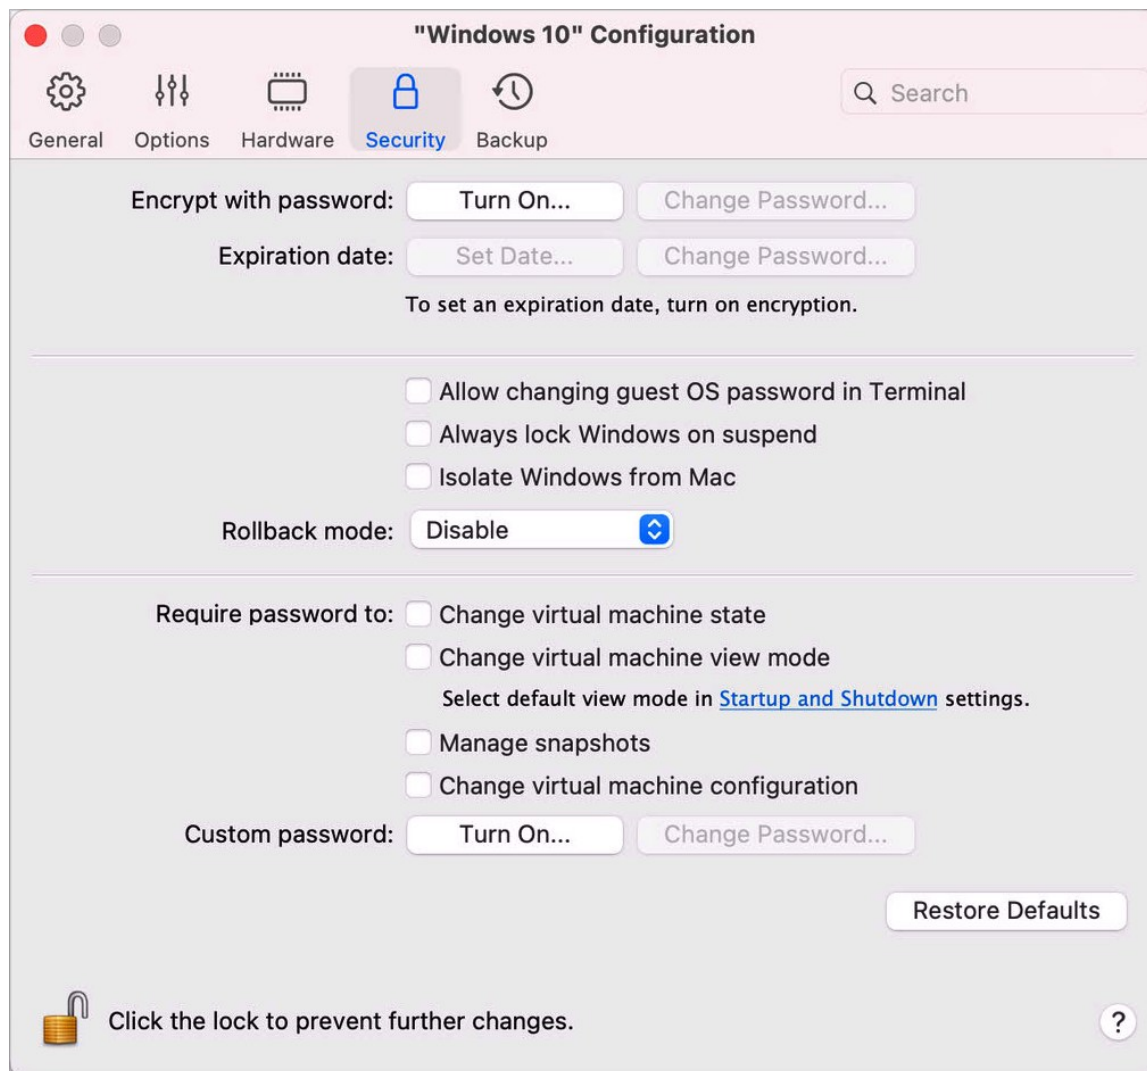 "Windows 10" Configuration
General Options Hardware Security Backup Search
Encrypt with password: Turn On... Change Password...
Expiration date: Set Date... Change Password...
To set an expiration date, turn on encryption.
Allow changing guest OS password in Terminal
Always lock Windows on suspend
Isolate Windows from Mac
Rollback mode: Disable
Require password to: Change virtual machine state
Change virtual machine view mode
Select default view mode in Startup and Shutdown settings.
Manage snapshots
Change virtual machine configuration
Custom password: Turn On... Change Password...
Restore Defaults
Click the lock to prevent further changes. ?